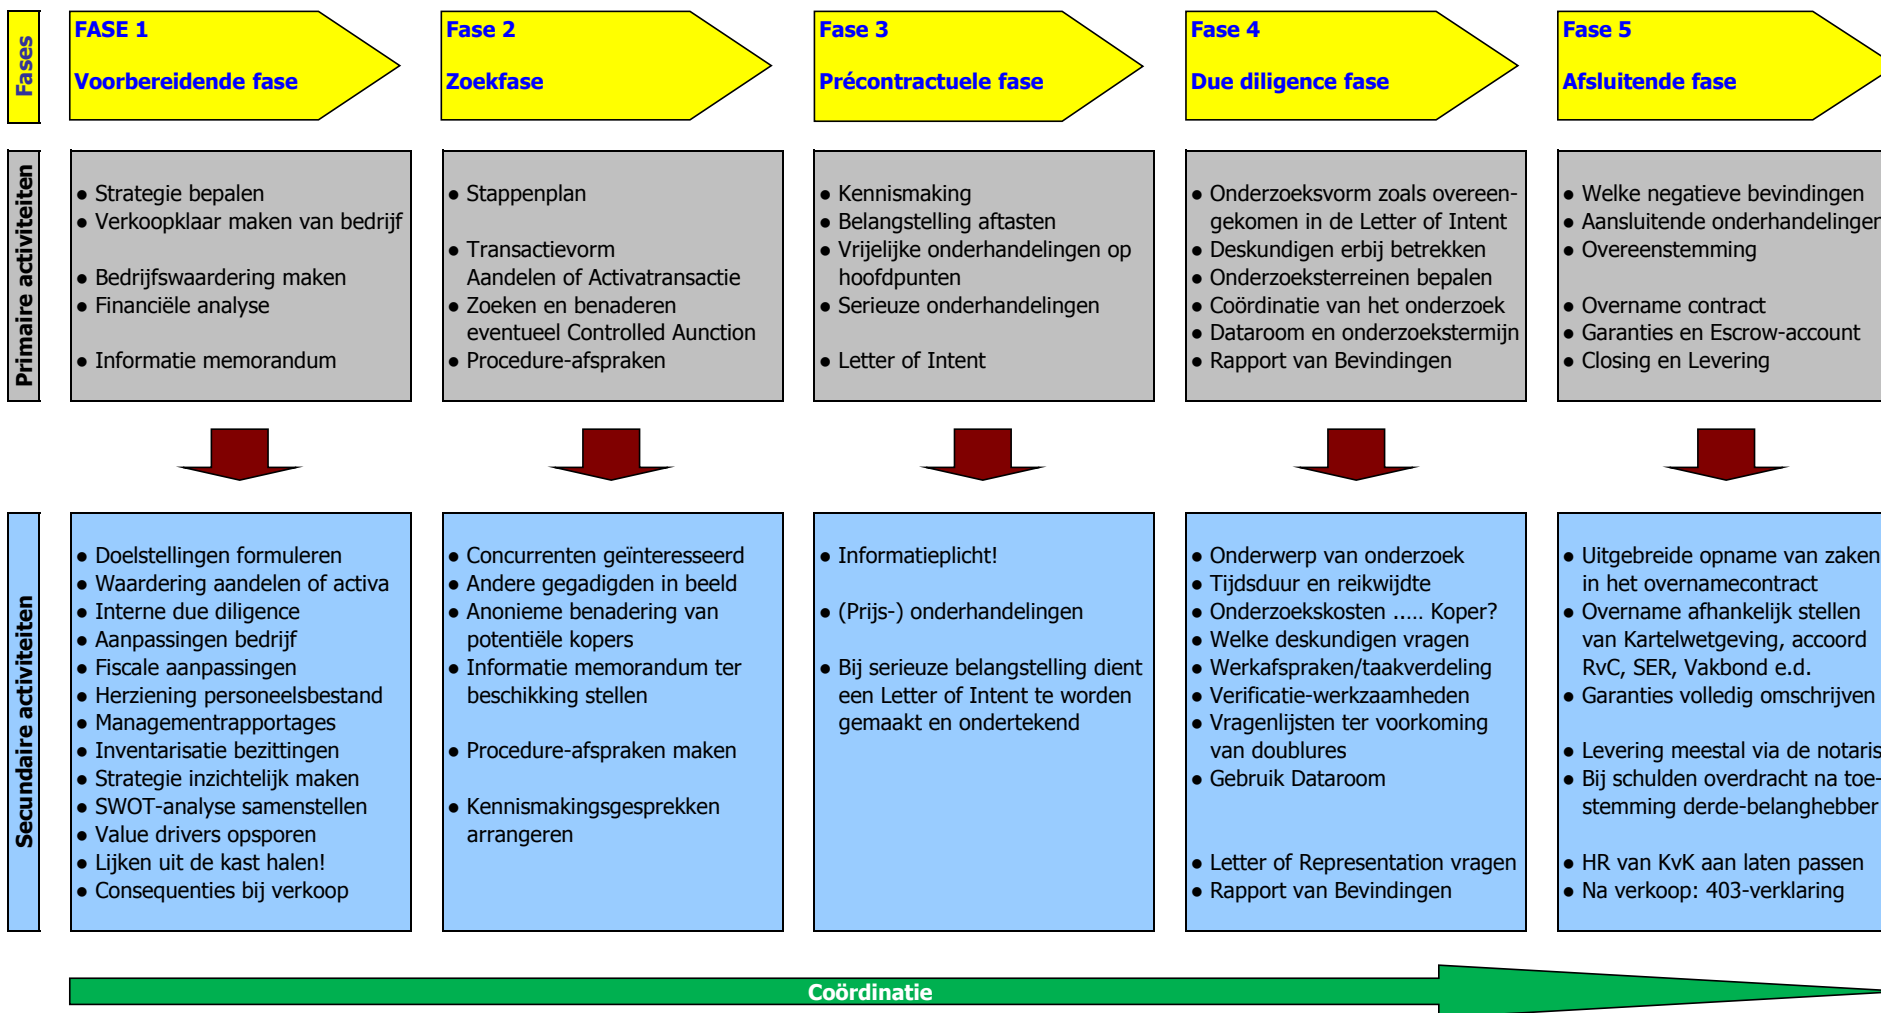 Fases
FASE 1
Voorbereidende fase
Fase 2
Zoekfase
Fase 3
Précontractuele fase
Fase 4
Due diligence fase
Fase 5
Afsluitende fase
Primaire activiteiten
● Strategie bepalen
● Verkoopklaar maken van bedrijf
● Bedrijfswaardering maken
● Financiële analyse
● Informatie memorandum
● Stappenplan
● Transactievorm
Aandelen of Activatransactie
● Zoeken en benaderen
eventueel Controlled Aunction
● Procedure-afspraken
● Kennismaking
● Belangstelling aftasten
● Vrijelijke onderhandelingen op
hoofdpunten
● Serieuze onderhandelingen
● Letter of Intent
● Onderzoeksvorm zoals overeen-
gekomen in de Letter of Intent
● Deskundigen erbij betrekken
● Onderzoeksterreinen bepalen
● Coördinatie van het onderzoek
● Dataroom en onderzoekstermijn
● Rapport van Bevindingen
● Welke negatieve bevindingen
● Aansluitende onderhandelingen
● Overeenstemming
● Overname contract
● Garanties en Escrow-account
● Closing en Levering
Secundaire activiteiten
● Doelstellingen formuleren
● Waardering aandelen of activa
● Interne due diligence
● Aanpassingen bedrijf
● Fiscale aanpassingen
● Herziening personeelsbestand
● Managementrapportages
● Inventarisatie bezittingen
● Strategie inzichtelijk maken
● SWOT-analyse samenstellen
● Value drivers opsporen
● Lijken uit de kast halen!
● Consequenties bij verkoop
● Concurrenten geïnteresseerd
● Andere gegadigden in beeld
● Anonieme benadering van
potentiële kopers
● Informatie memorandum ter
beschikking stellen
● Procedure-afspraken maken
● Kennismakingsgesprekken
arrangeren
● Informatieplicht!
● (Prijs-) onderhandelingen
● Bij serieuze belangstelling dient
een Letter of Intent te worden
gemaakt en ondertekend
● Onderwerp van onderzoek
● Tijdsduur en reikwijdte
● Onderzoekskosten ..... Koper?
● Welke deskundigen vragen
● Werkafspraken/taakverdeling
● Verificatie-werkzaamheden
● Vragenlijsten ter voorkoming
van doublures
● Gebruik Dataroom
● Letter of Representation vragen
● Rapport van Bevindingen
● Uitgebreide opname van zaken
in het overnamecontract
● Overname afhankelijk stellen
van Kartelwetgeving, accoord
RvC, SER, Vakbond e.d.
● Garanties volledig omschrijven
● Levering meestal via de notaris
● Bij schulden overdracht na toe-
stemming derde-belanghebber
● HR van KvK aan laten passen
● Na verkoop: 403-verklaring
Coördinatie